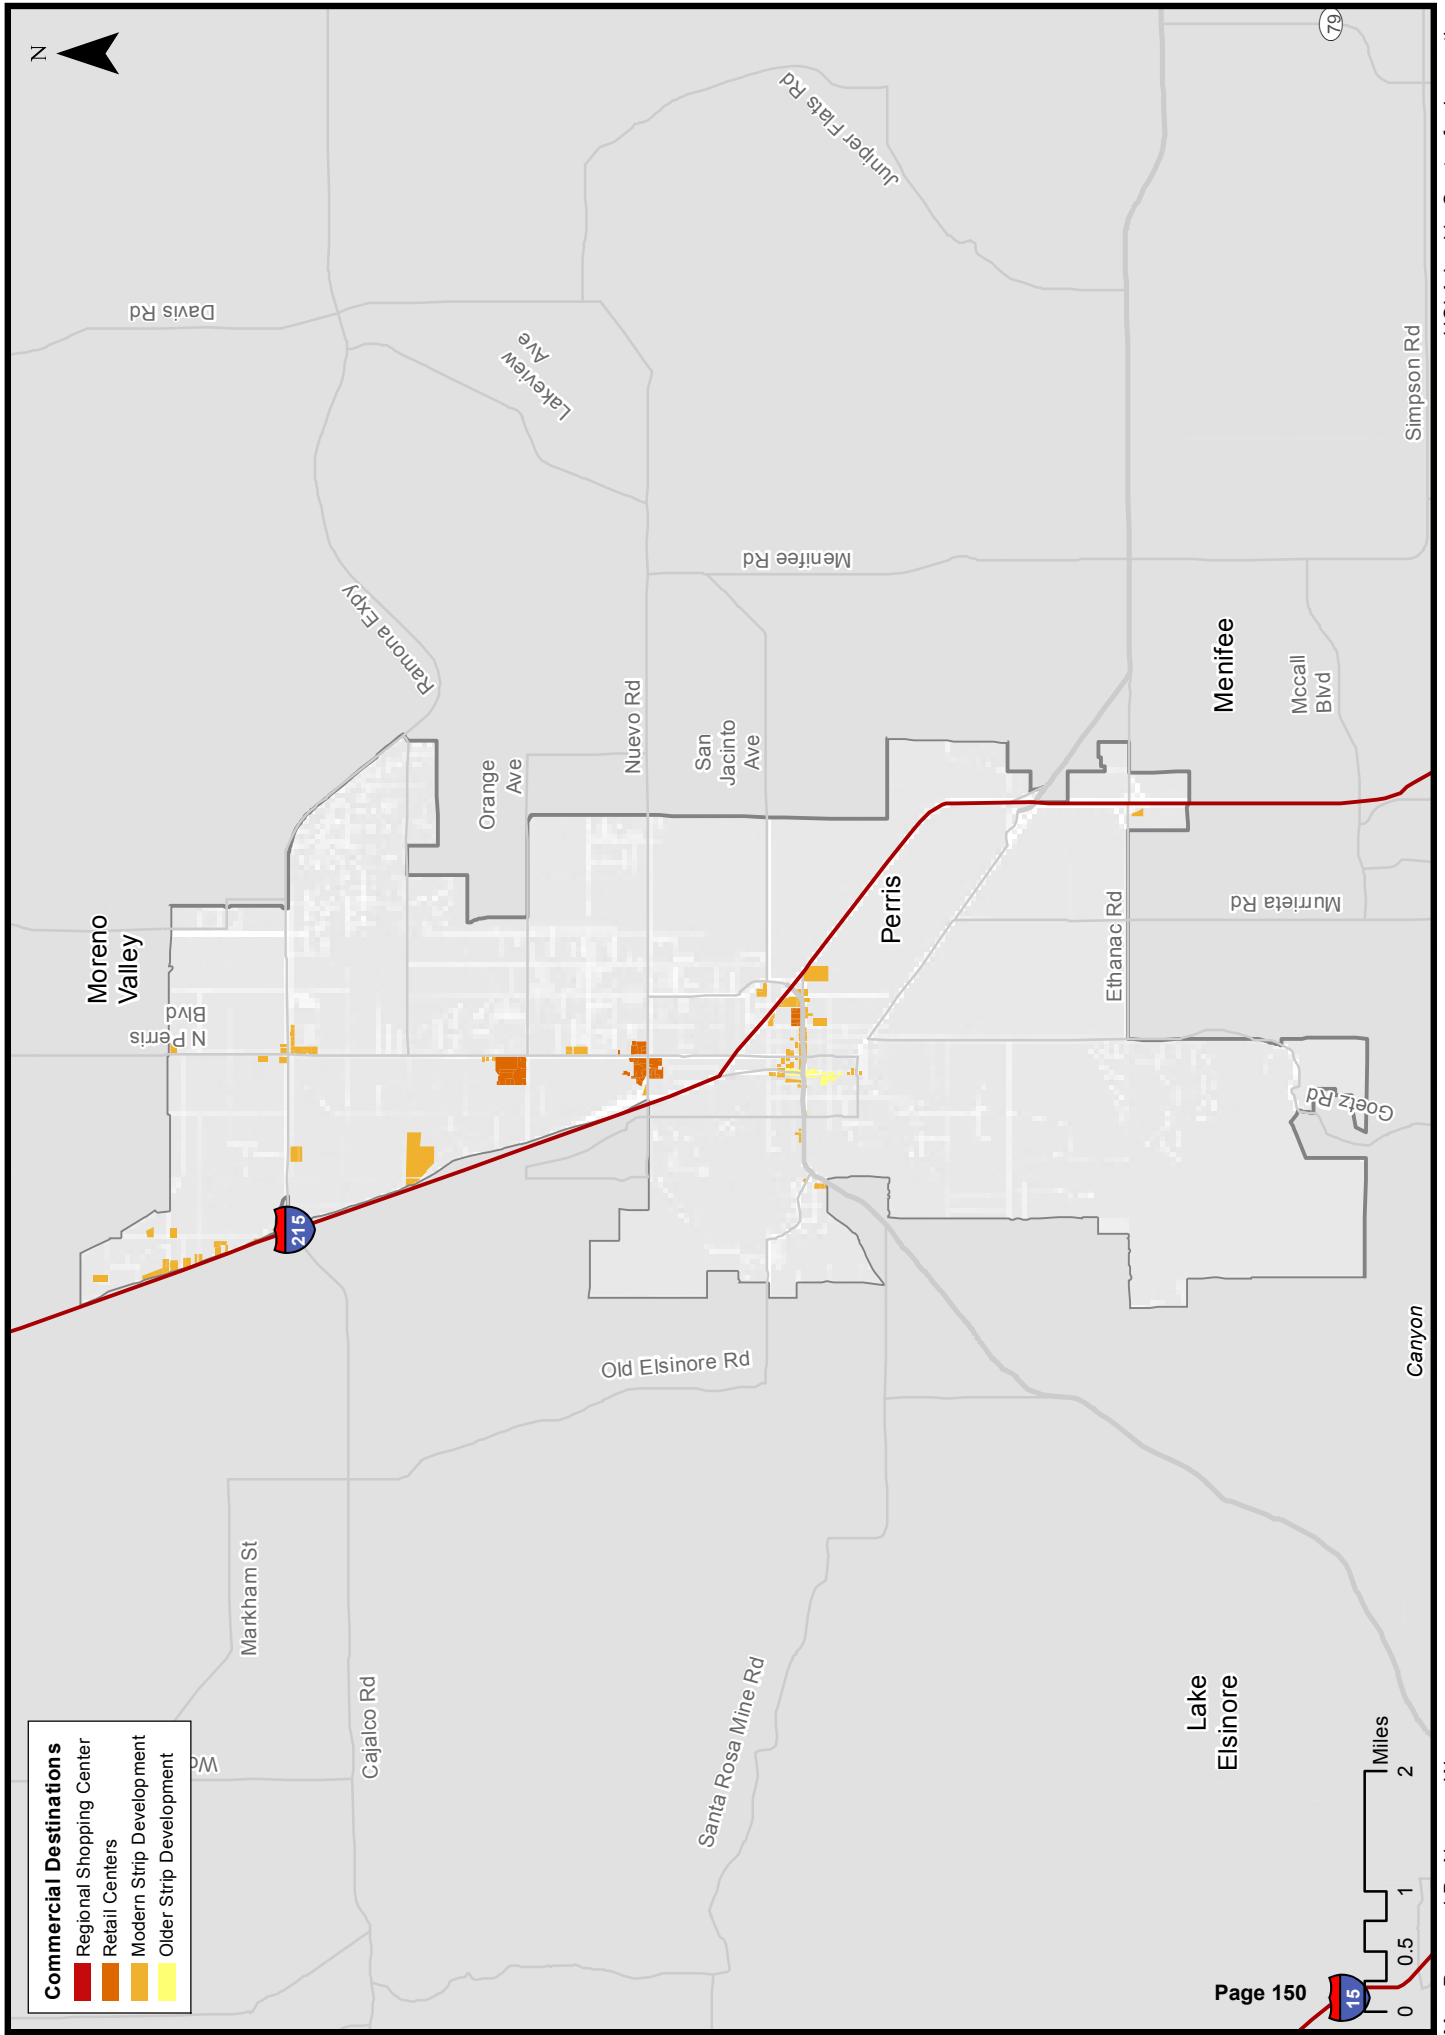 N
Commercial Destinations
Regional Shopping Center
Retail Centers
Modern Strip Development
Older Strip Development
Moreno
Valley
N Perris
Blvd
Davis Rd
Ramona Expy
Lakeview
Ave
Juniper Flats Rd
Orange
Ave
Nuevo Rd
San
Jacinto
Ave
Menifee Rd
Perris
Menifee
Mccall
Blvd
Simpson Rd
79
Ethanac Rd
Murrieta Rd
Goetz Rd
215
Old Elsinore Rd
Markham St
Cajalco Rd
Wo
Santa Rosa Mine Rd
Lake
Elsinore
Canyon
15
0 0.5 1 2
Miles
Page 150